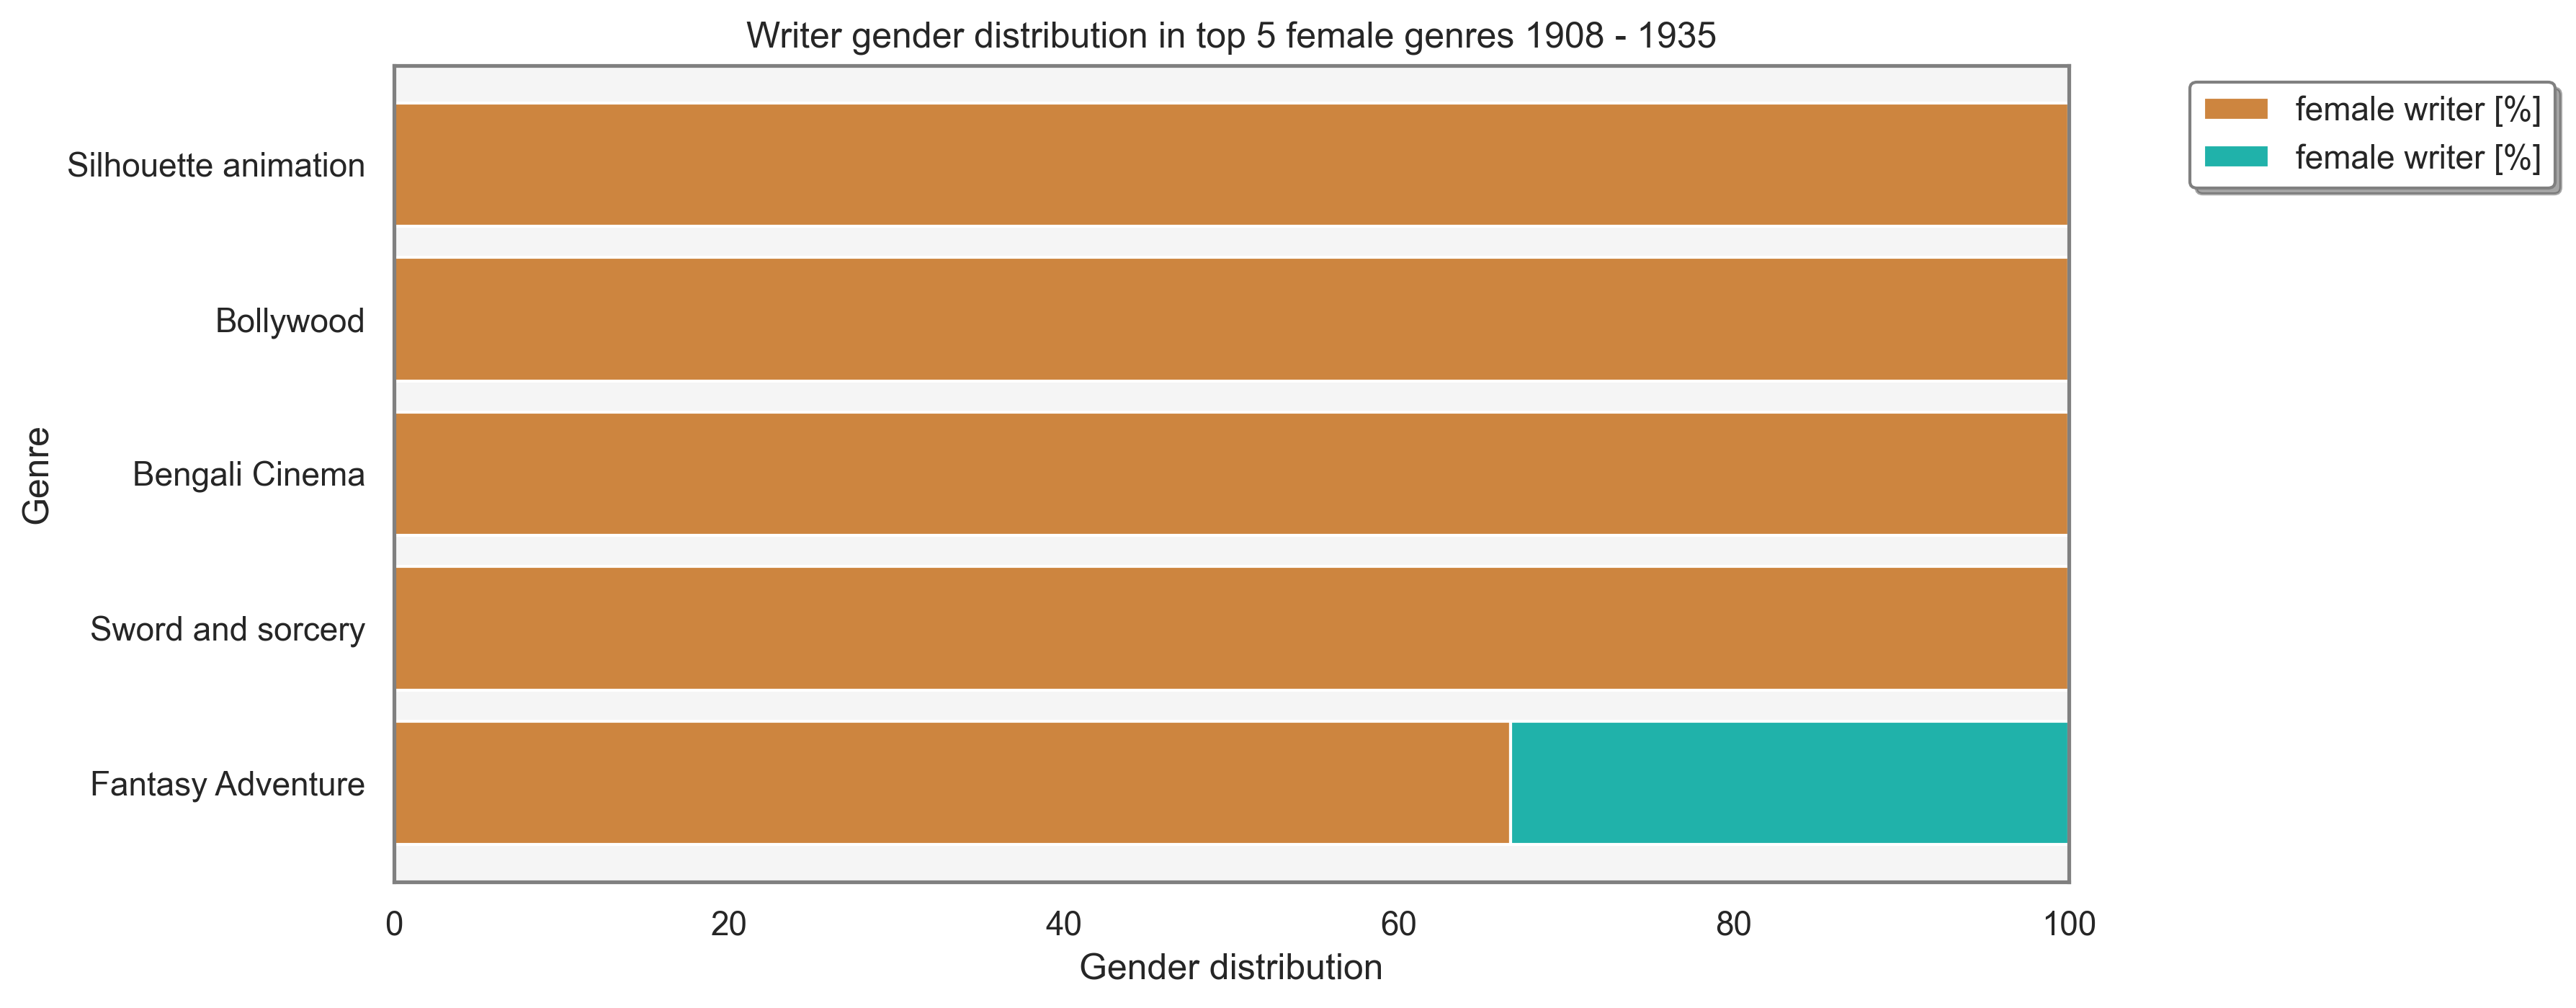 Writer gender distribution in top 5 female genres 1908 - 1935
female writer [%]
female writer [%]
Genre
Silhouette animation
Bollywood
Bengali Cinema
Sword and sorcery
Fantasy Adventure
0 20 40 60 80 100
Gender distribution